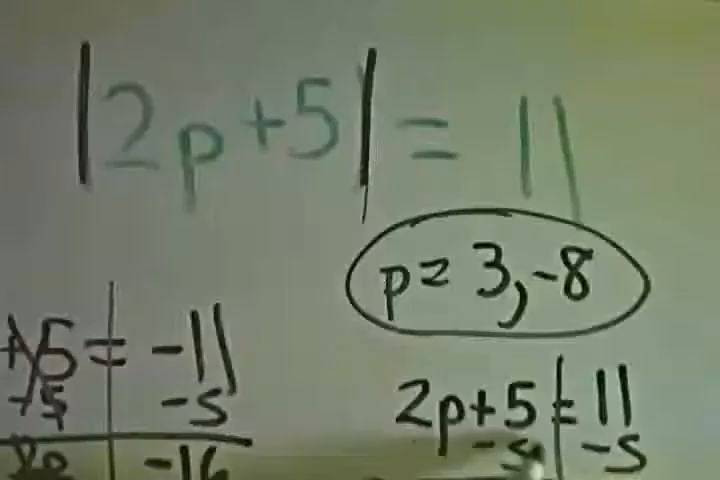 |2p+5| = 11
p = 3, -8
+5 = -11
-5 -5
-16
2p+5 = 11
-5 -5